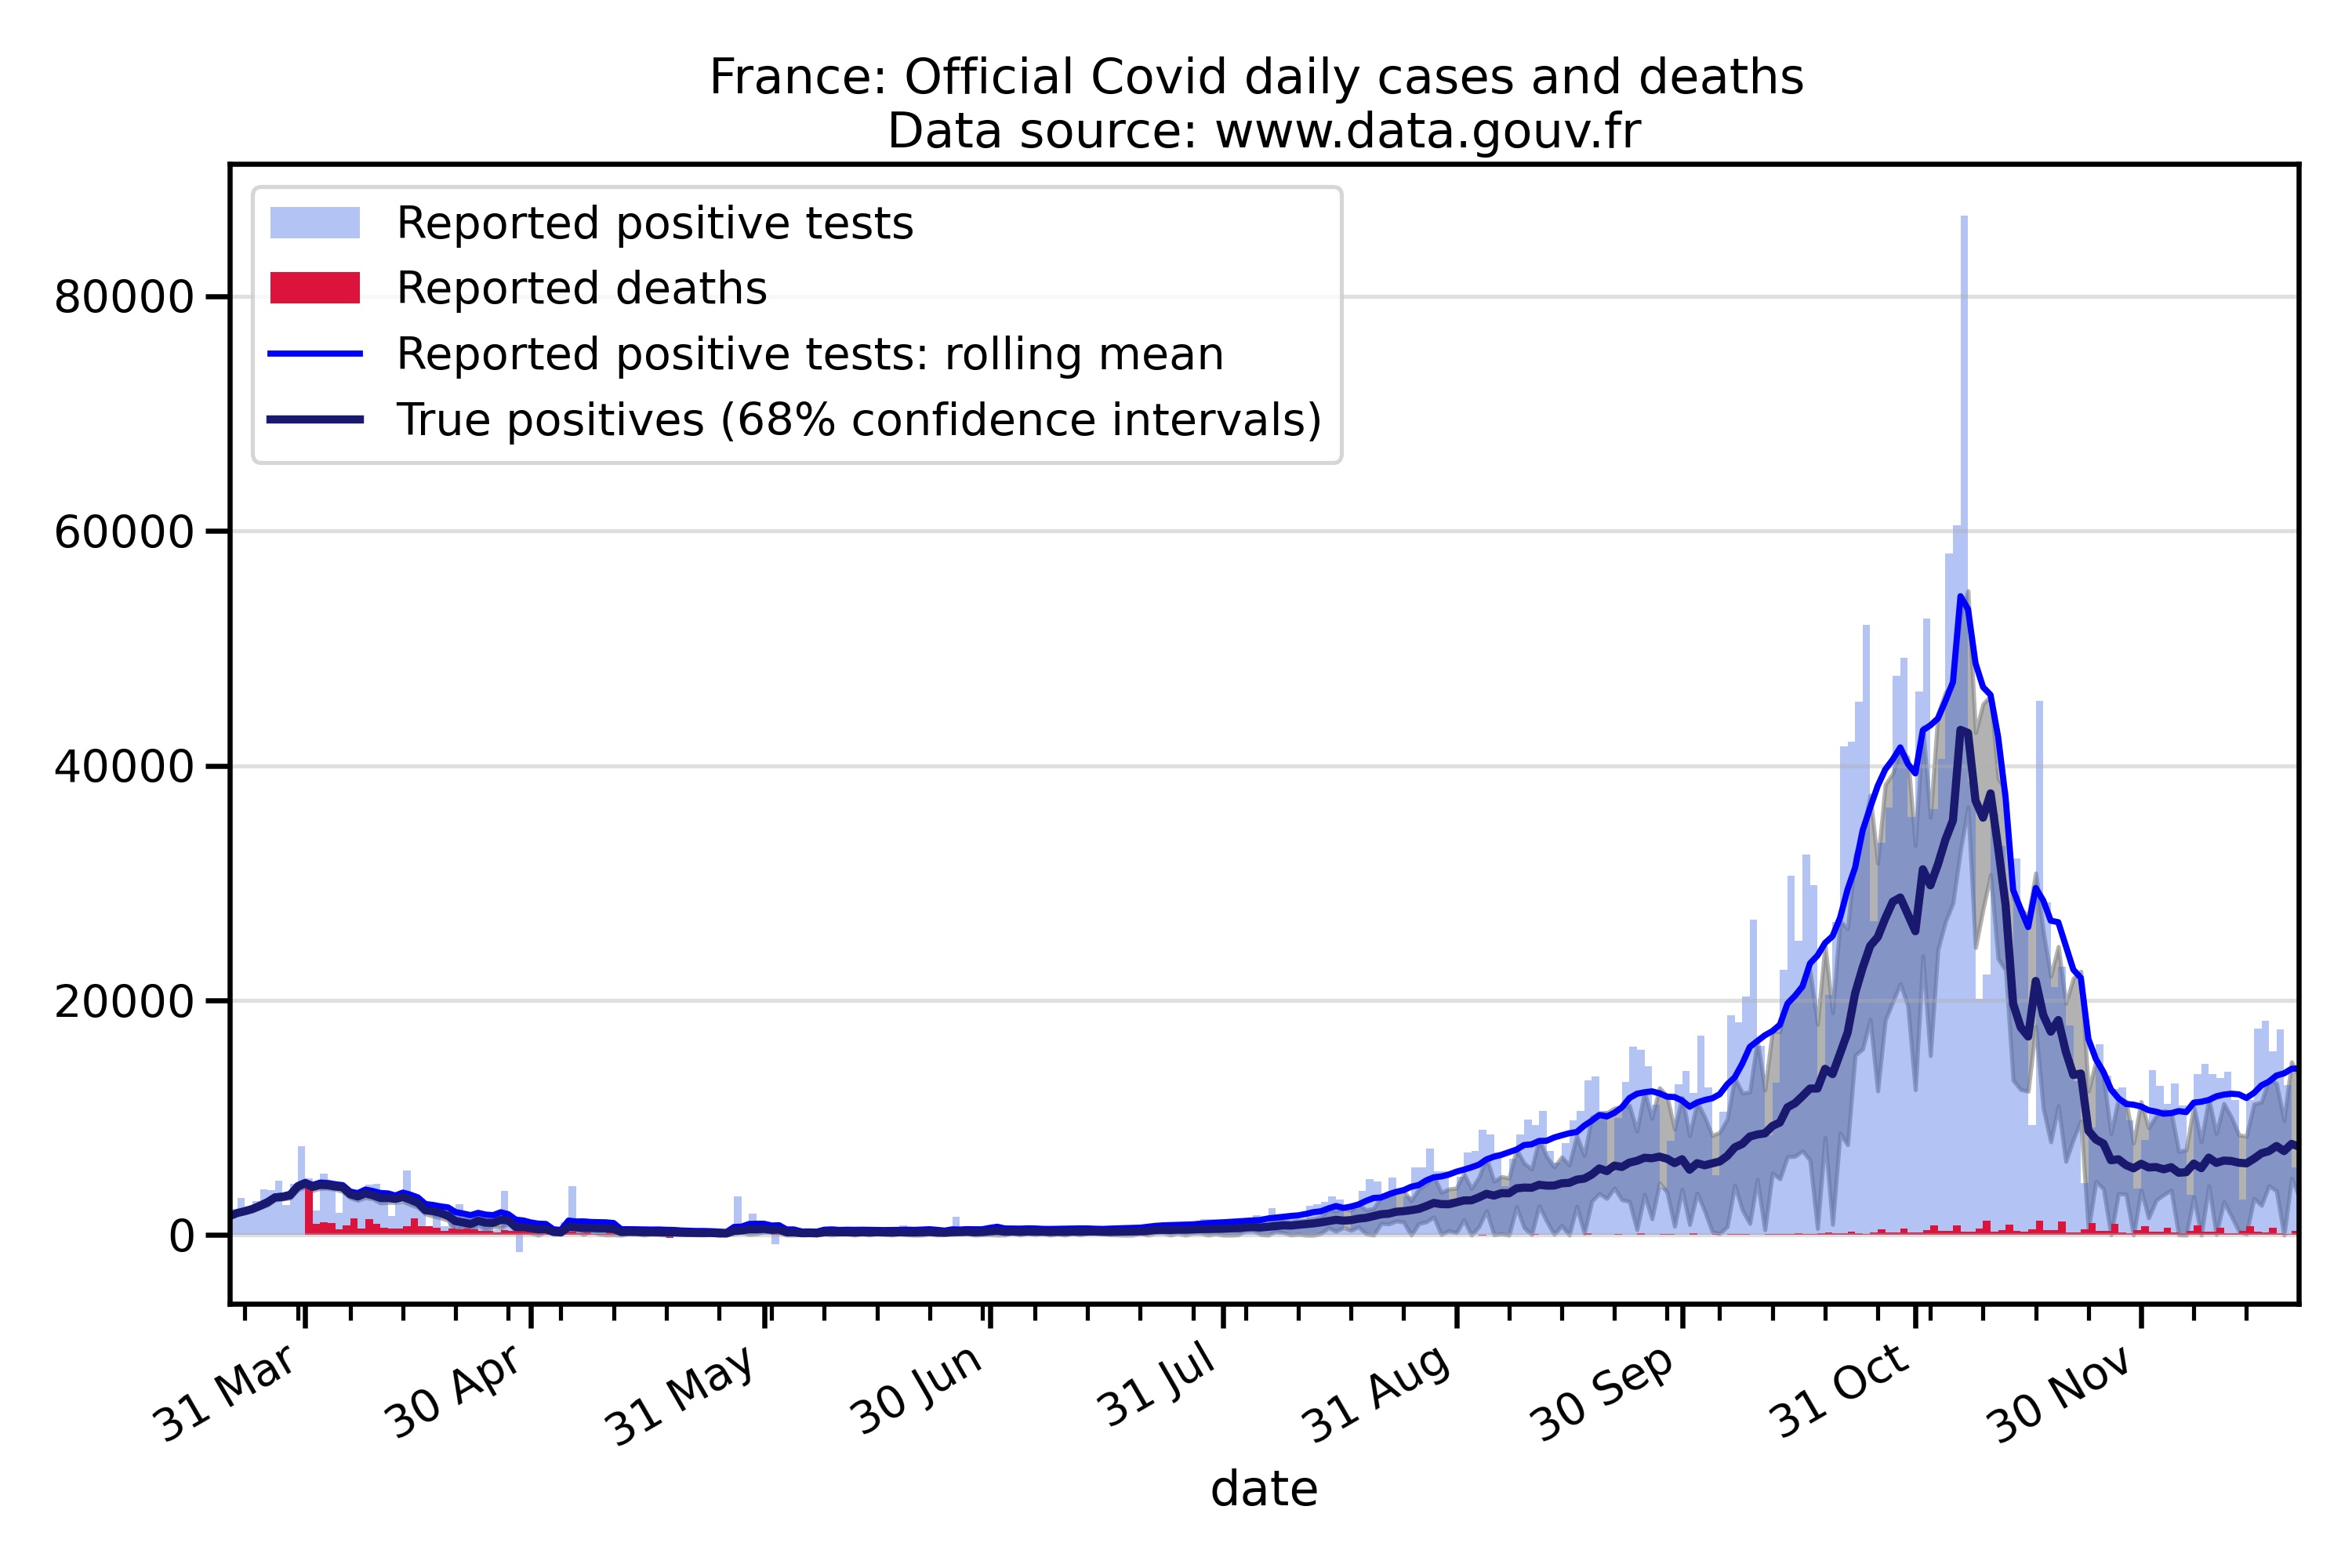 France: Official Covid daily cases and deaths
Data source: www.data.gouv.fr
Reported positive tests
Reported deaths
Reported positive tests: rolling mean
True positives (68% confidence intervals)
80000
60000
40000
20000
0
31 Mar
30 Apr
31 May
30 Jun
31 Jul
31 Aug
30 Sep
31 Oct
30 Nov
date